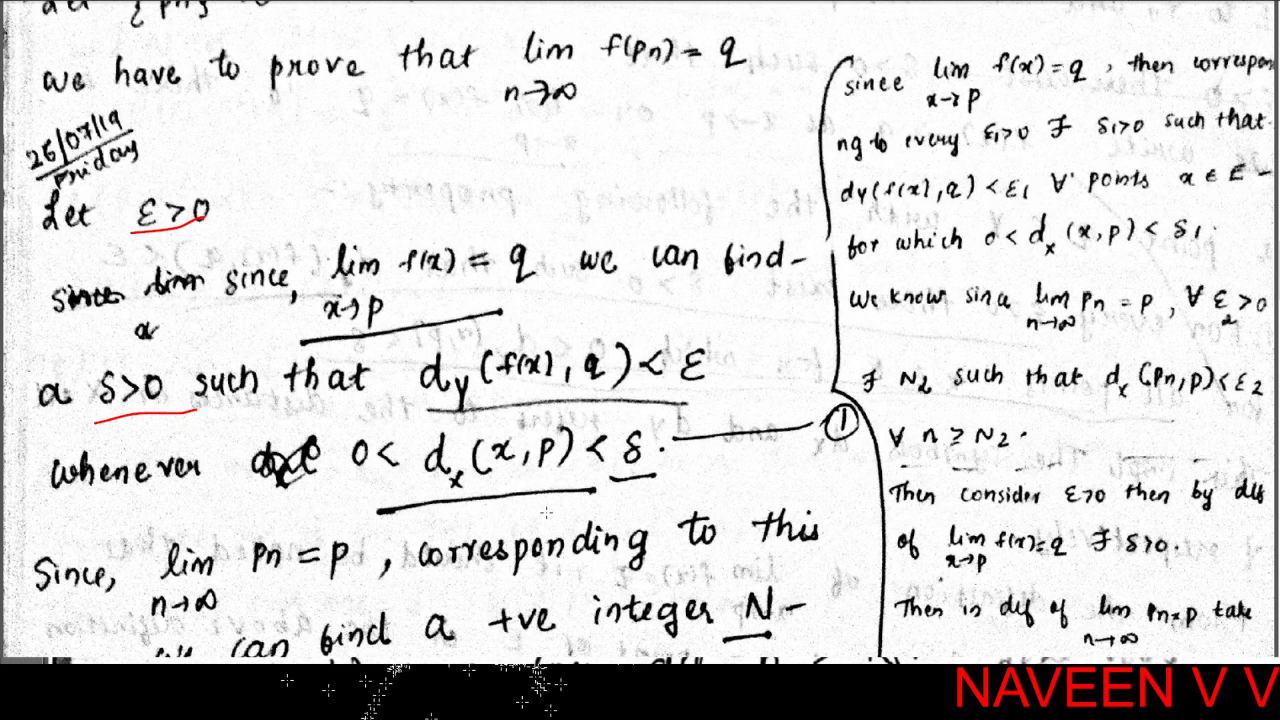 we have to prove that lim f(pn) = q
n→∞
26/07/19
Friday
Let ε>0
since, lim f(x) = q we can find-
x→p
a δ>0 such that dy(f(x), q) < ε
whenever 0< dx(x,p) < δ. ①
Since, lim pn = p, corresponding to this
n→∞
we can find a +ve integer N-
since lim f(x) = q, then correspon
x→p
ng to every ε1>0 ∃ δ1>0 such that
dy(f(x), q) < ε1 ∀ points x ∈ E-
for which 0< dx(x,p) < δ1.
We know since lim pn = p, ∀ ε2>0
n→∞
∃ N2 such that dx(pn,p) < ε2
∀ n ≥ N2.
Then consider ε>0 then by def
of lim f(x)=q ∃ δ>0.
x→p
Then in def of lim pn=p take
n→∞
NAVEEN V V